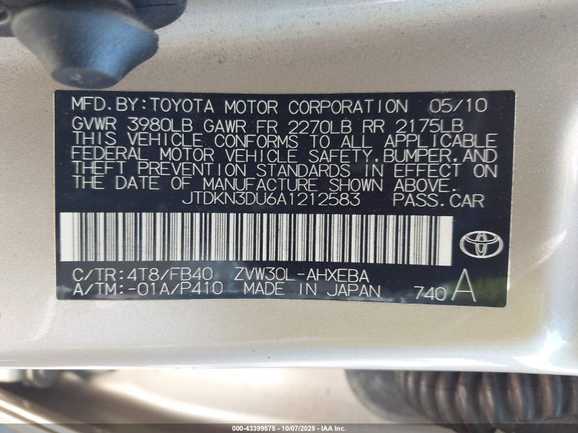 MFD.BY:TOYOTA MOTOR CORPORATION 05/10
GVWR 3980LB GAWR FR 2270LB RR 2175LB
THIS VEHICLE CONFORMS TO ALL APPLICABLE
FEDERAL MOTOR VEHICLE SAFETY,BUMPER,AND
THEFT PREVENTION STANDARDS IN EFFECT ON
THE DATE OF MANUFACTURE SHOWN ABOVE.
JTDKN3DU6A1212583 PASS.CAR
C/TR:4T8/FB40 ZVW30L-AHXEBA
A/TM:-01A/P410 MADE IN JAPAN 740 A
000-43399575 - 10/07/2025 - IAA Inc.